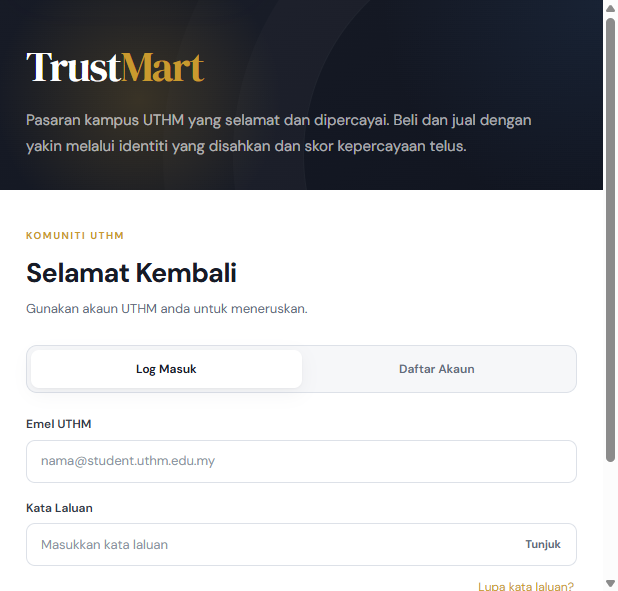 TrustMart
Pasaran kampus UTHM yang selamat dan dipercayai. Beli dan jual dengan
yakin melalui identiti yang disahkan dan skor kepercayaan telus.
KOMUNITI UTHM
Selamat Kembali
Gunakan akaun UTHM anda untuk meneruskan.
Log Masuk
Daftar Akaun
Emel UTHM
nama@student.uthm.edu.my
Kata Laluan
Masukkan kata laluan
Tunjuk
Lupa kata laluan?